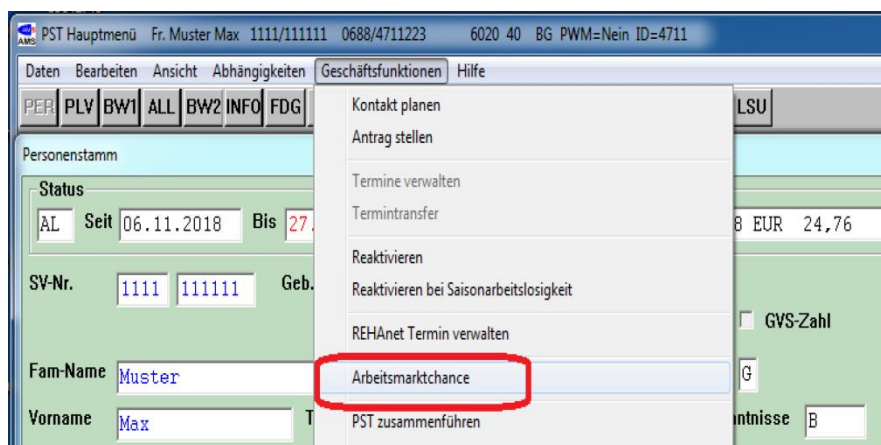 AMS PST Hauptmenü Fr. Muster Max 1111/111111 0688/4711223 6020 40 BG PWM=Nein ID=4711
Daten Bearbeiten Ansicht Abhängigkeiten Geschäftsfunktionen Hilfe
PER PLV BW1 ALL BW2 INFO FDG LSU
Kontakt planen
Antrag stellen
Termine verwalten
Termintransfer
Reaktivieren
Reaktivieren bei Saisonarbeitslosigkeit
REHAnet Termin verwalten
Arbeitsmarktchance
PST zusammenführen
Personenstamm
Status
AL Seit 06.11.2018 Bis 27. 8 EUR 24,76
SV-Nr. 1111 111111 Geb.
GVS-Zahl
Fam-Name Muster G
Vorname Max T ntnisse B